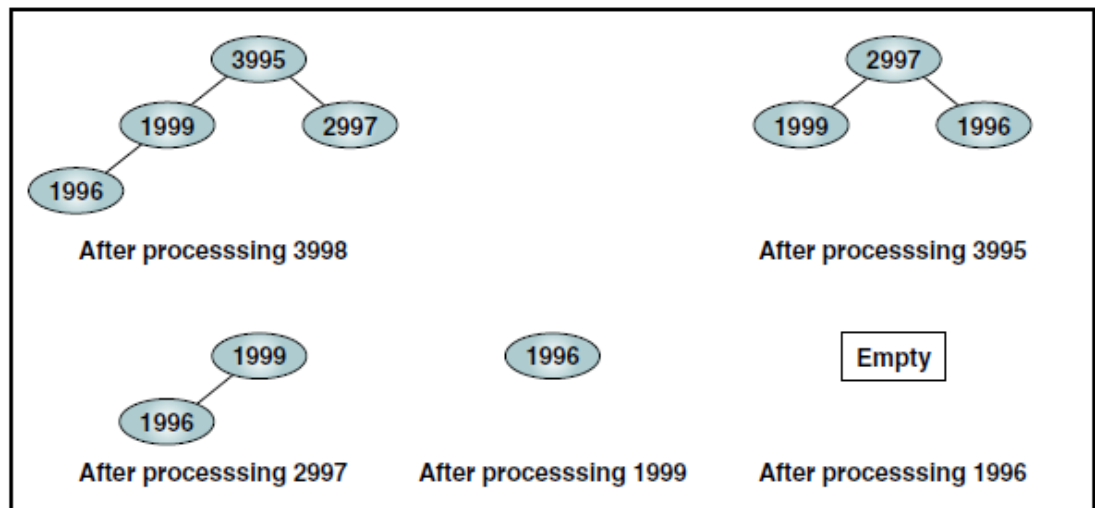 3995
2997
1999
2997
1999
1996
1996
After processsing 3998
After processsing 3995
1999
1996
Empty
1996
After processsing 2997
After processsing 1999
After processsing 1996